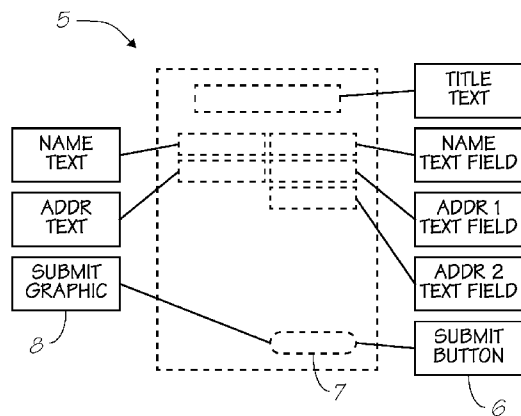 5
TITLE
TEXT
NAME
TEXT
NAME
TEXT FIELD
ADDR
TEXT
ADDR 1
TEXT FIELD
SUBMIT
GRAPHIC
ADDR 2
TEXT FIELD
8
7
SUBMIT
BUTTON
6